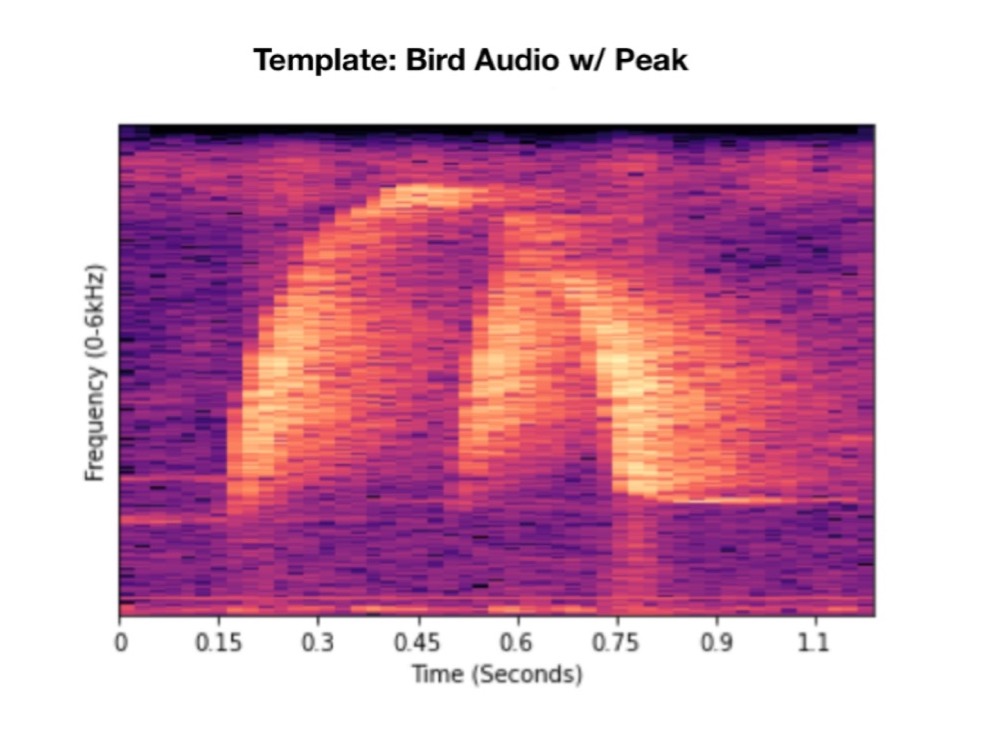 Template: Bird Audio w/ Peak
Frequency (0-6kHz)
0 0.15 0.3 0.45 0.6 0.75 0.9 1.1
Time (Seconds)